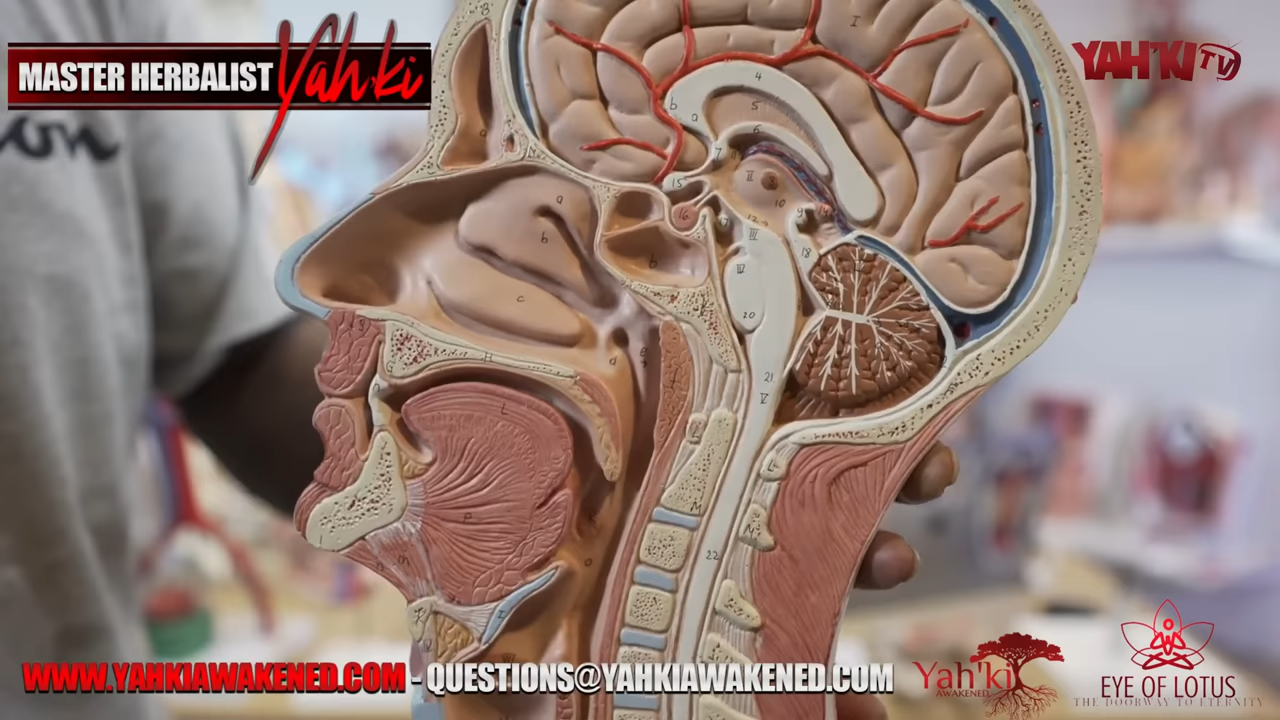 MASTER HERBALIST Yah'ki
YAH'KI TV
on
WWW.YAHKIAWAKENED.COM - QUESTIONS@YAHKIAWAKENED.COM
Yah'ki
AWAKENED
EYE OF LOTUS
THE DOORWAY TO ETERNITY